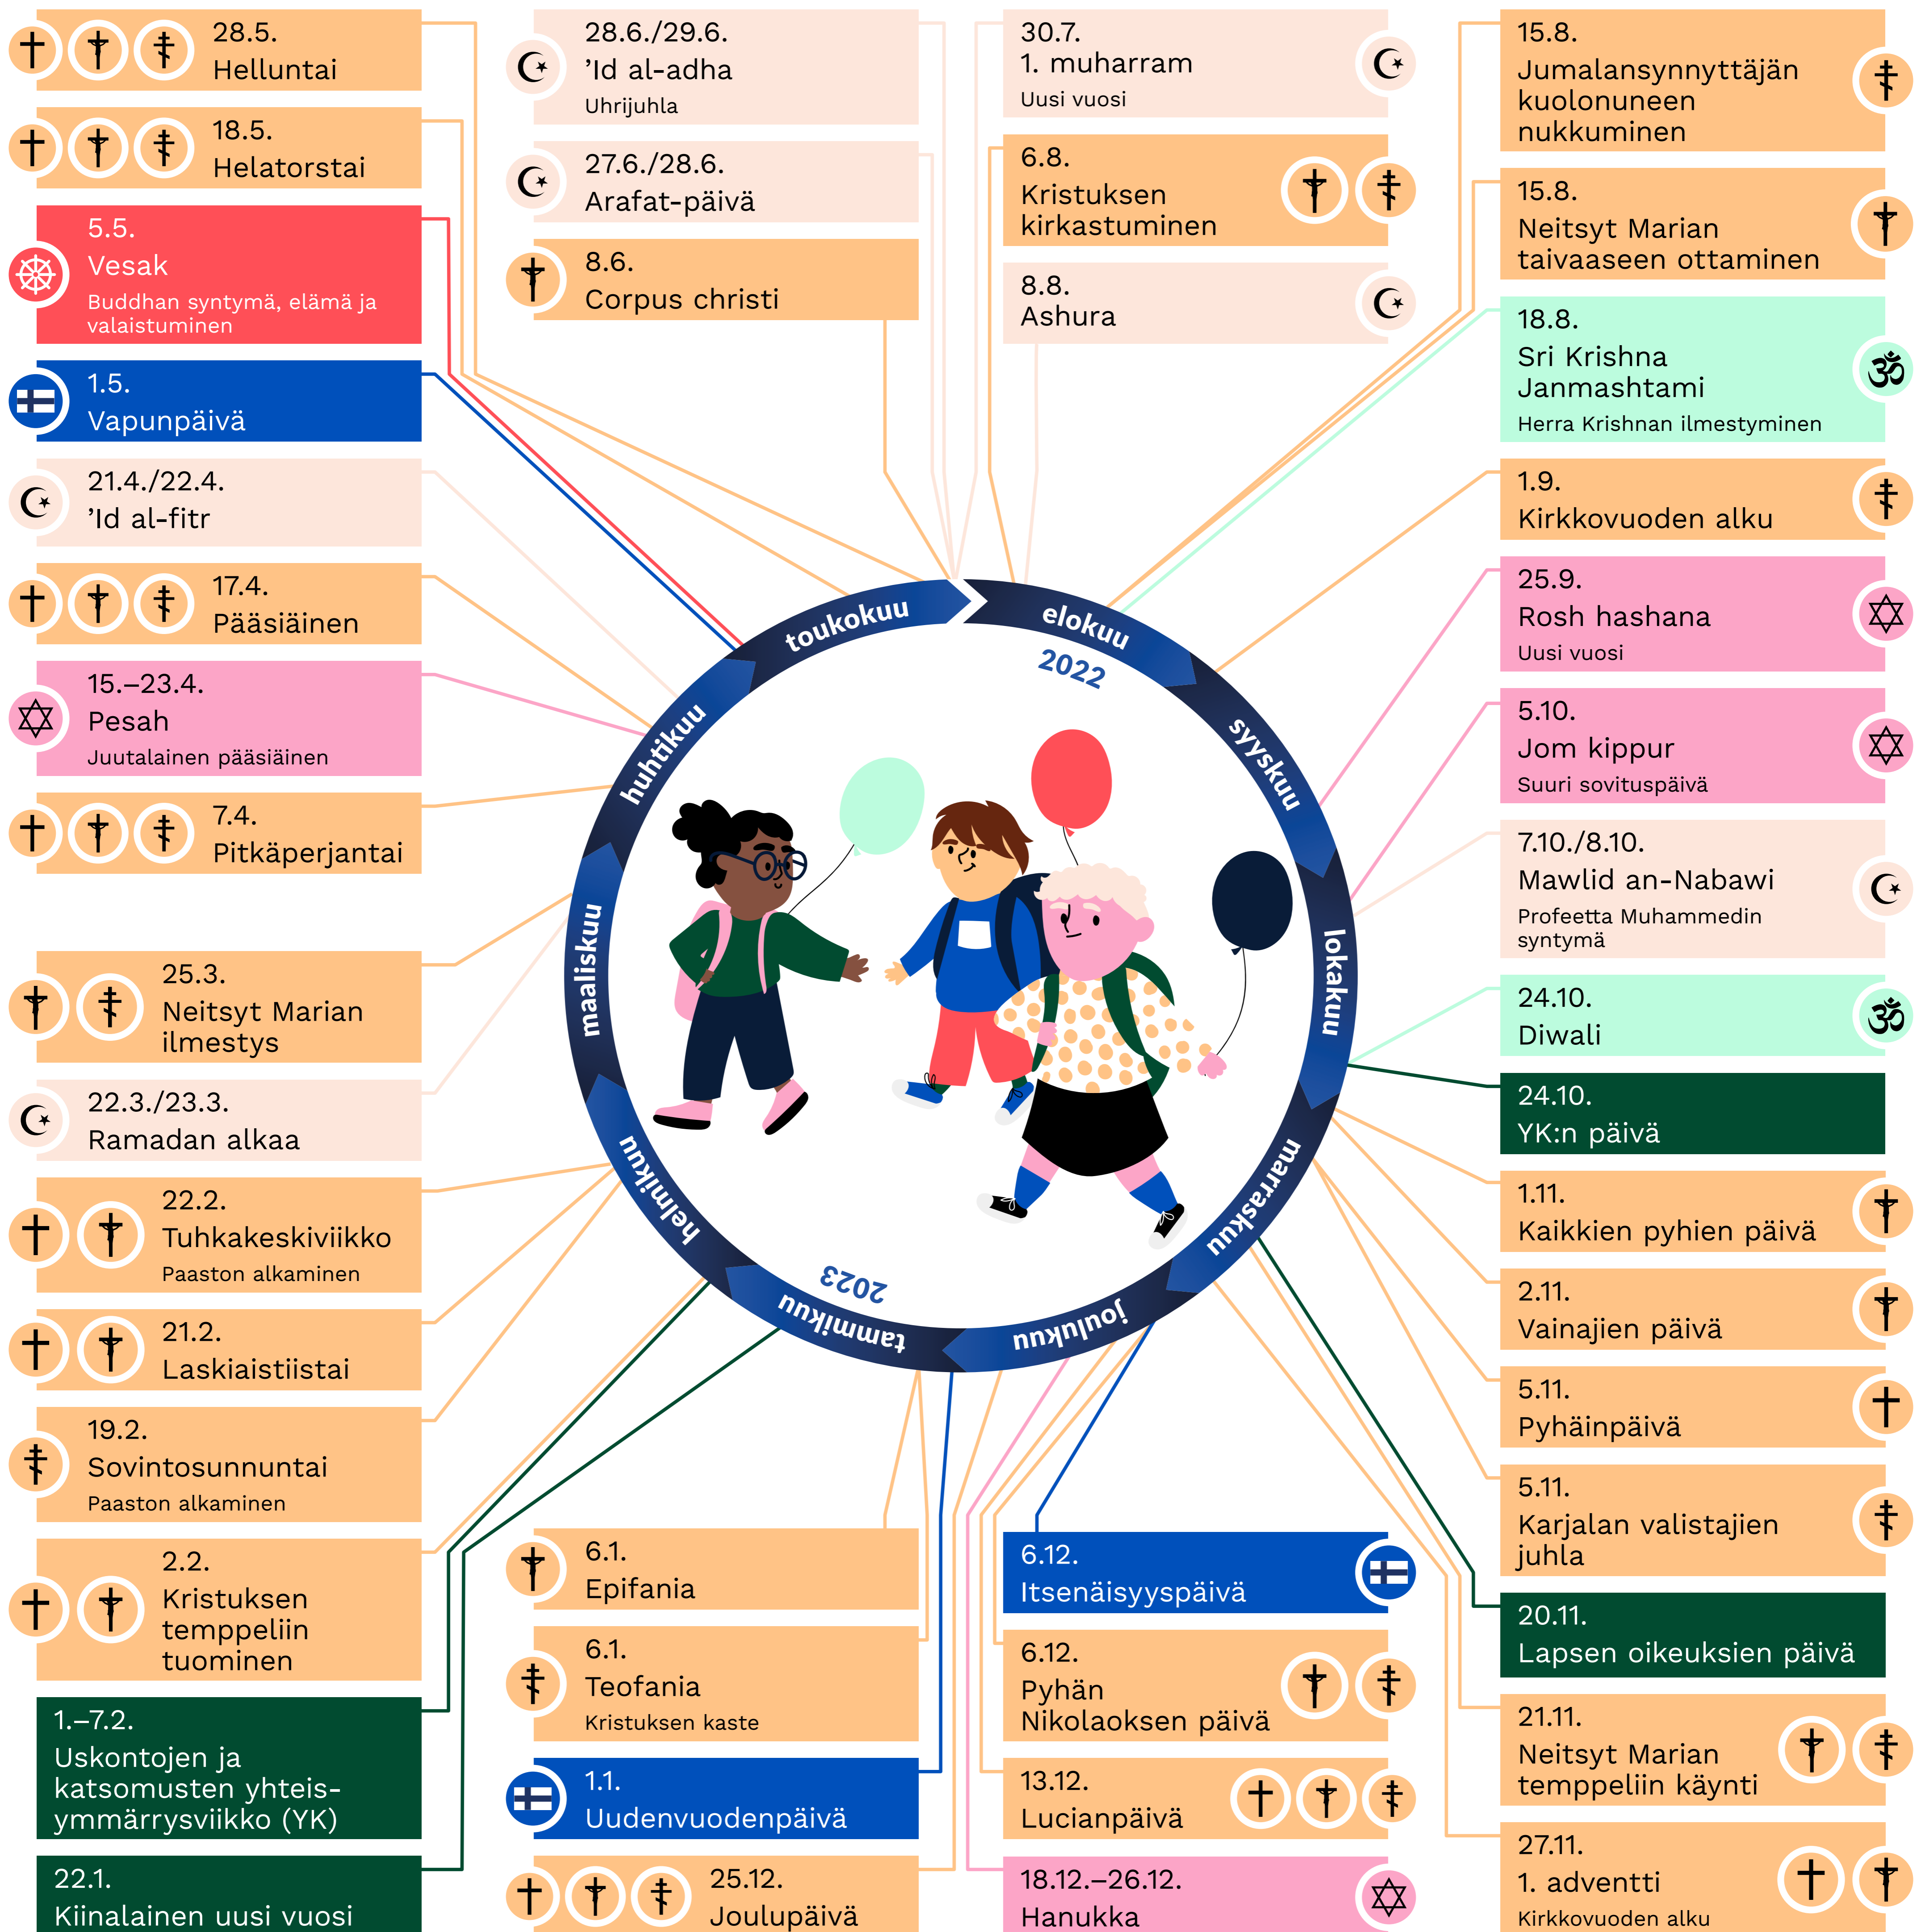 28.5.
Helluntai
18.5.
Helatorstai
5.5.
Vesak
Buddhan syntymä, elämä ja
valaistuminen
1.5.
Vapunpäivä
21.4./22.4.
’Id al-fitr
17.4.
Pääsiäinen
15.–23.4.
Pesah
Juutalainen pääsiäinen
7.4.
Pitkäperjantai
25.3.
Neitsyt Marian
ilmestys
22.3./23.3.
Ramadan alkaa
22.2.
Tuhkakeskiviikko
Paaston alkaminen
21.2.
Laskiaistiistai
19.2.
Sovintosunnuntai
Paaston alkaminen
2.2.
Kristuksen
temppeliin
tuominen
1.–7.2.
Uskontojen ja
katsomusten yhteis-
ymmärrysviikko (YK)
22.1.
Kiinalainen uusi vuosi
28.6./29.6.
’Id al-adha
Uhrijuhla
27.6./28.6.
Arafat-päivä
8.6.
Corpus christi
30.7.
1. muharram
Uusi vuosi
6.8.
Kristuksen
kirkastuminen
8.8.
Ashura
elokuu
2022
syyskuu
lokakuu
marraskuu
joulukuu
tammikuu
2023
helmikuu
maaliskuu
huhtikuu
toukokuu
6.1.
Epifania
6.1.
Teofania
Kristuksen kaste
1.1.
Uudenvuodenpäivä
25.12.
Joulupäivä
6.12.
Itsenäisyyspäivä
6.12.
Pyhän
Nikolaoksen päivä
13.12.
Lucianpäivä
18.12.–26.12.
Hanukka
15.8.
Jumalansynnyttäjän
kuolonuneen
nukkuminen
15.8.
Neitsyt Marian
taivaaseen ottaminen
18.8.
Sri Krishna
Janmashtami
Herra Krishnan ilmestyminen
1.9.
Kirkkovuoden alku
25.9.
Rosh hashana
Uusi vuosi
5.10.
Jom kippur
Suuri sovituspäivä
7.10./8.10.
Mawlid an-Nabawi
Profeetta Muhammedin
syntymä
24.10.
Diwali
24.10.
YK:n päivä
1.11.
Kaikkien pyhien päivä
2.11.
Vainajien päivä
5.11.
Pyhäinpäivä
5.11.
Karjalan valistajien
juhla
20.11.
Lapsen oikeuksien päivä
21.11.
Neitsyt Marian
temppeliin käynti
27.11.
1. adventti
Kirkkovuoden alku